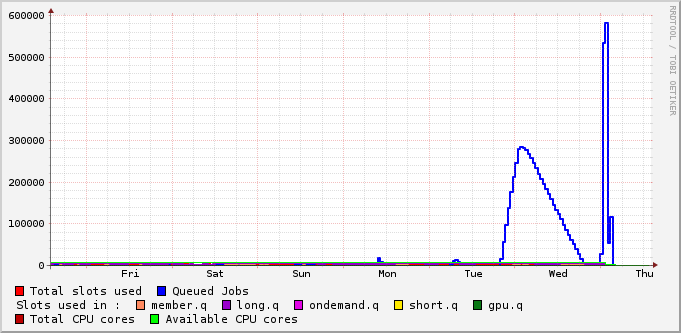 600000
500000
400000
300000
200000
100000
0
Fri Sat Sun Mon Tue Wed Thu
RRDTOOL / TOBI OETIKER
Total slots used Queued Jobs
Slots used in : member.q long.q ondemand.q short.q gpu.q
Total CPU cores Available CPU cores